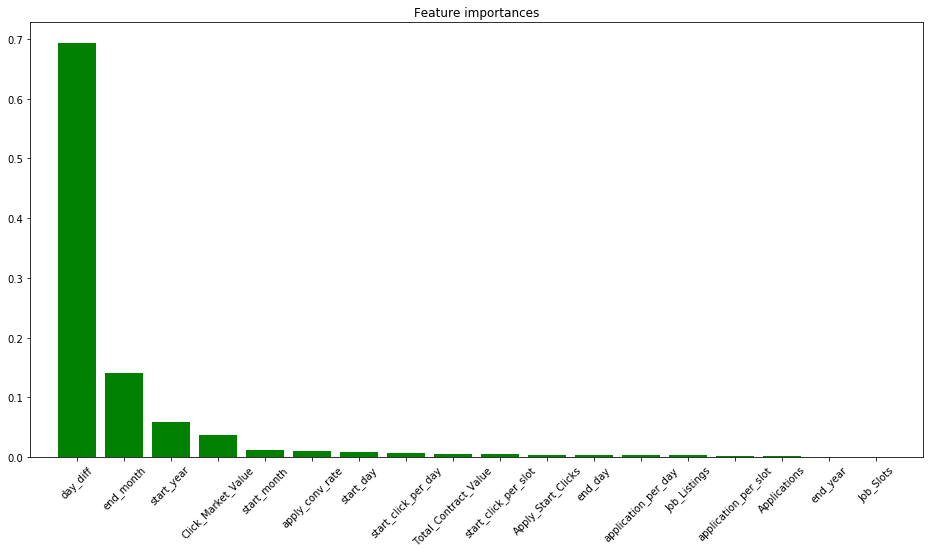 Feature importances
0.7
0.6
0.5
0.4
0.3
0.2
0.1
0.0
day_diff
end_month
start_year
Click_Market_Value
start_month
apply_conv_rate
start_day
start_click_per_day
Total_Contract_Value
start_click_per_slot
Apply_Start_Clicks
end_day
application_per_day
Job_Listings
application_per_slot
Applications
end_year
Job_Slots